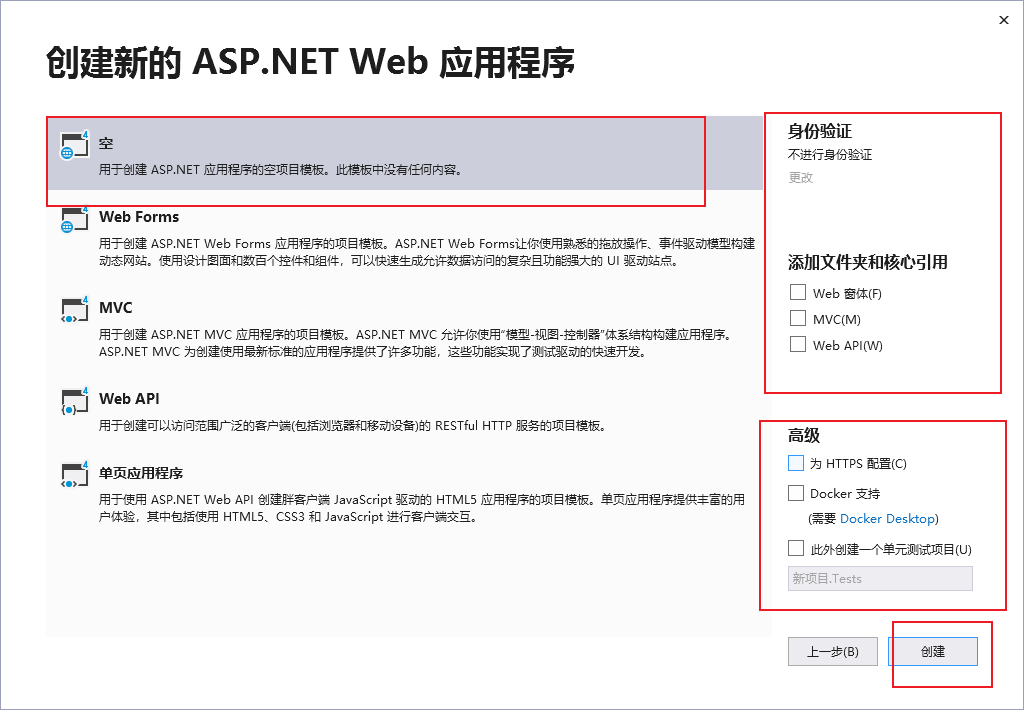 创建新的 ASP.NET Web 应用程序
空
用于创建 ASP.NET 应用程序的空项目模板。此模板中没有任何内容。
Web Forms
用于创建 ASP.NET Web Forms 应用程序的项目模板。ASP.NET Web Forms让你使用熟悉的拖放操作、事件驱动模型构建
动态网站。使用设计图面和数百个控件和组件，可以快速生成允许数据访问的复杂且功能强大的 UI 驱动站点。
MVC
用于创建 ASP.NET MVC 应用程序的项目模板。ASP.NET MVC 允许你使用“模型-视图-控制器”体系结构构建应用程序。
ASP.NET MVC 为创建使用最新标准的应用程序提供了许多功能，这些功能实现了测试驱动的快速开发。
Web API
用于创建可以访问范围广泛的客户端(包括浏览器和移动设备)的 RESTful HTTP 服务的项目模板。
单页应用程序
用于使用 ASP.NET Web API 创建胖客户端 JavaScript 驱动的 HTML5 应用程序的项目模板。单页应用程序提供丰富的用
户体验，其中包括使用 HTML5、CSS3 和 JavaScript 进行客户端交互。
身份验证
不进行身份验证
更改
添加文件夹和核心引用
Web 窗体(F)
MVC(M)
Web API(W)
高级
为 HTTPS 配置(C)
Docker 支持
(需要 Docker Desktop)
此外创建一个单元测试项目(U)
新项目.Tests
上一步(B)
创建